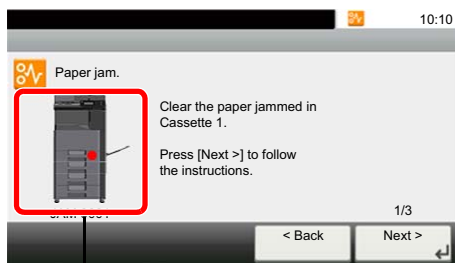 10:10
Paper jam.
Clear the paper jammed in
Cassette 1.
Press [Next >] to follow
the instructions.
1/3
< Back
Next >